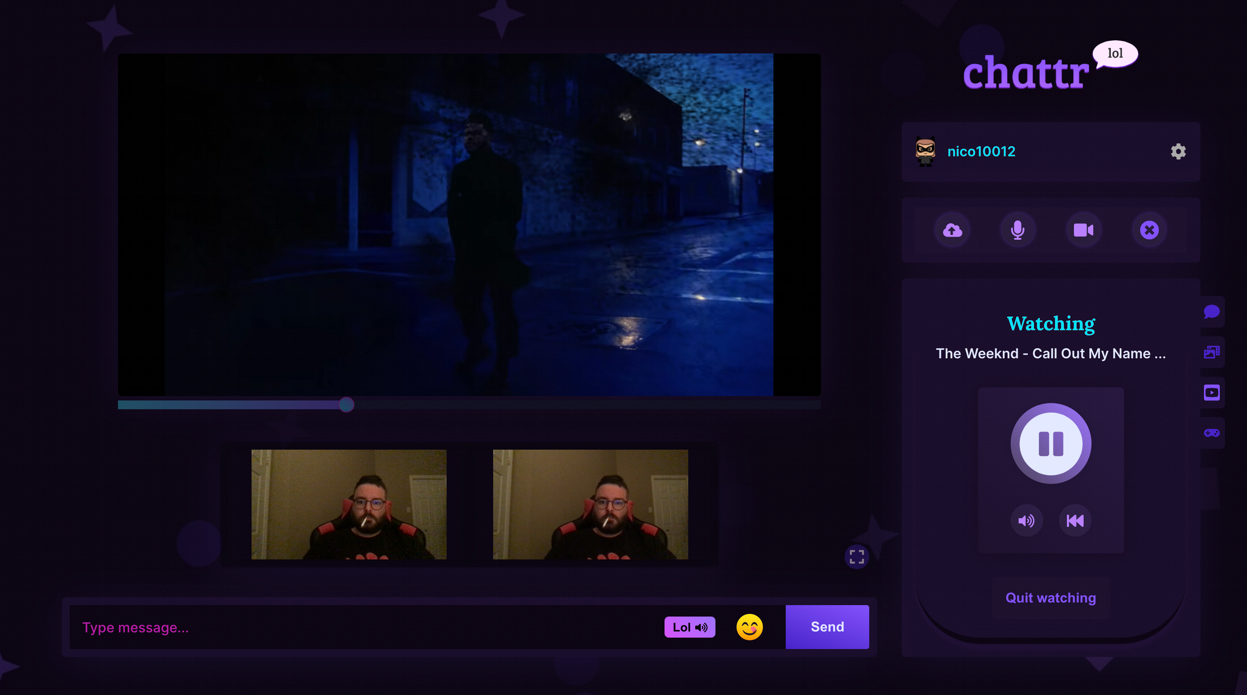 lol
chattr
nico10012
Watching
The Weeknd - Call Out My Name ...
Quit watching
Type message...
Lol
Send